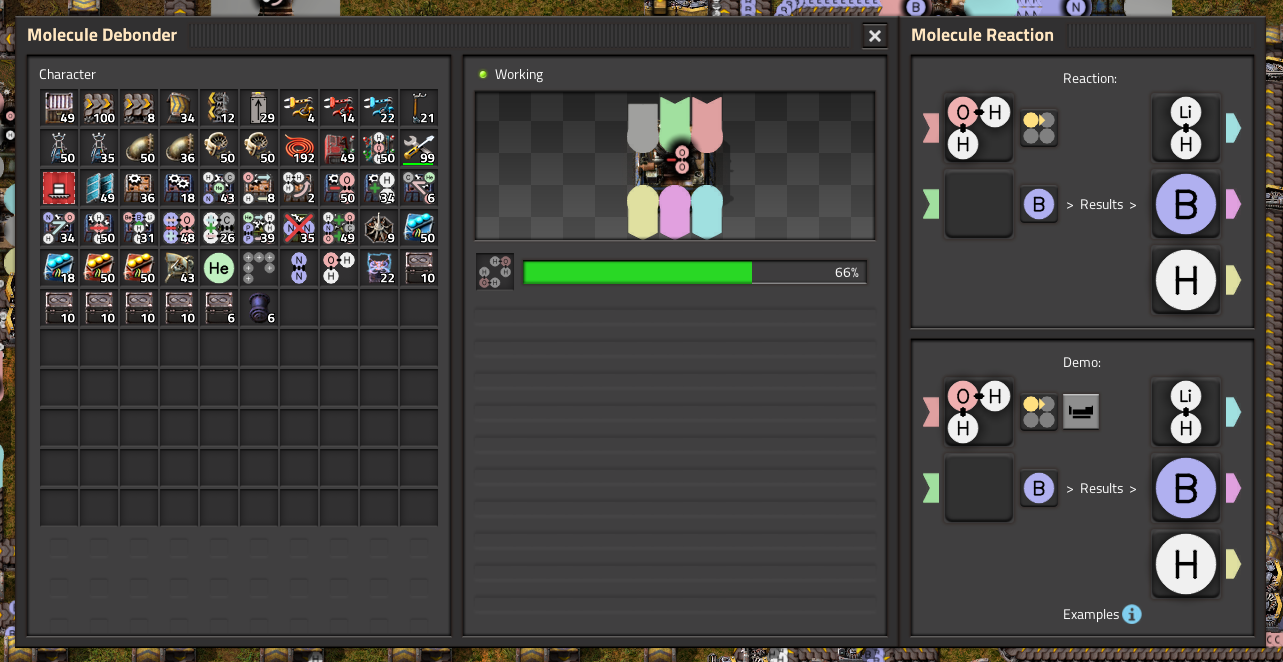 Molecule Debonder
Molecule Reaction
Character
Working
Reaction:
49 100 8 34 12 29 4 14 22 21
50 35 50 36 50 50 192 49 50 99
49 36 18 43 8 2 50 34 6
34 50 31 48 26 39 35 49 9 50
18 50 50 43 He N N O H H 22 10
10 10 10 10 6 6
66%
O H H
Li H
B
> Results >
B
H
Demo:
O H H
Li H
B
> Results >
B
H
Examples i